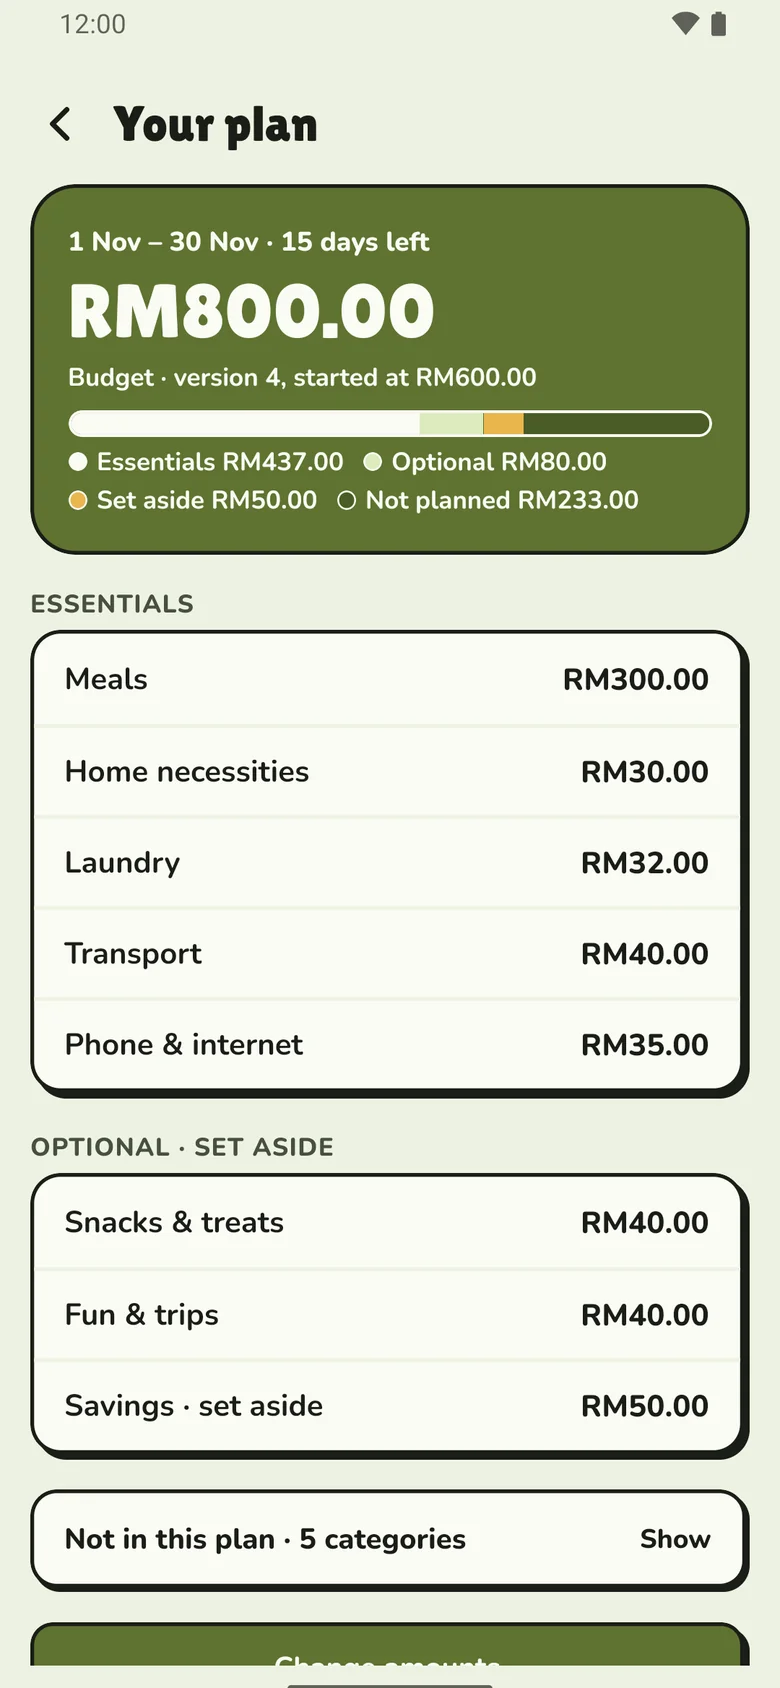 12:00
Your plan
1 Nov – 30 Nov · 15 days left
RM800.00
Budget · version 4, started at RM600.00
Essentials RM437.00 Optional RM80.00
Set aside RM50.00 Not planned RM233.00
ESSENTIALS
Meals RM300.00
Home necessities RM30.00
Laundry RM32.00
Transport RM40.00
Phone & internet RM35.00
OPTIONAL · SET ASIDE
Snacks & treats RM40.00
Fun & trips RM40.00
Savings · set aside RM50.00
Not in this plan · 5 categories Show
Change amounts